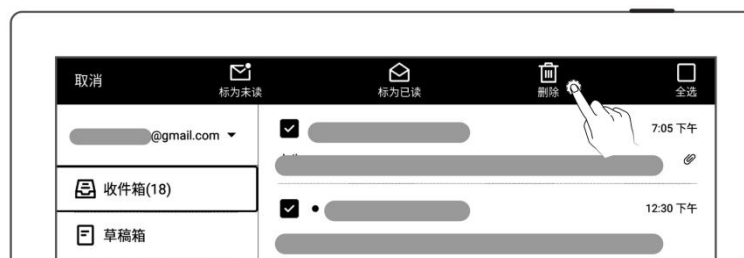 取消
标为未读
标为已读
删除
全选
@gmail.com
7:05 下午
收件箱(18)
12:30 下午
草稿箱